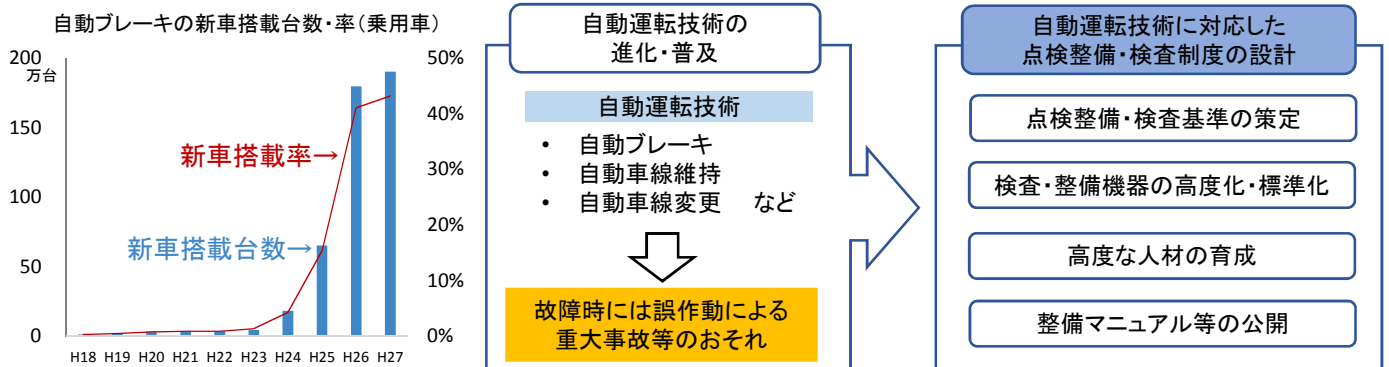 自動ブレーキの新車搭載台数・率（乗用車）
200
万台
150
100
50
0
50%
40%
30%
20%
10%
0%
新車搭載率→
新車搭載台数→
H18 H19 H20 H21 H22 H23 H24 H25 H26 H27
自動運転技術の
進化・普及
自動運転技術
• 自動ブレーキ
• 自動車線維持
• 自動車線変更 など
故障時には誤作動による
重大事故等のおそれ
自動運転技術に対応した
点検整備・検査制度の設計
点検整備・検査基準の策定
検査・整備機器の高度化・標準化
高度な人材の育成
整備マニュアル等の公開